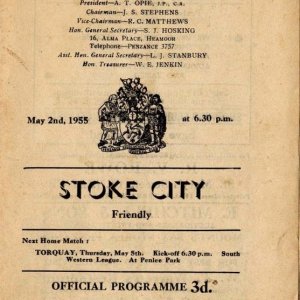 President—A. T. OPIE, J.P., C.A.
Chairman—J. S. STEPHENS
Vice-Chairman—R. C. MATTHEWS
Hon. General Secretary—S. J. HOSKING
16, ALMA PLACE, HEAMOOR
Telephone—PENZANCE 3757
Asst. Hon. General Secretary—L. J. STANBURY
Hon. Treasurer—W. E. JENKIN
May 2nd, 1955 at 6.30 p.m.
STOKE CITY
Friendly
Next Home Match :
TORQUAY, Thursday, May 5th. Kick-off 6.30 p.m. South
Western League. At Penlee Park
OFFICIAL PROGRAMME 3d.